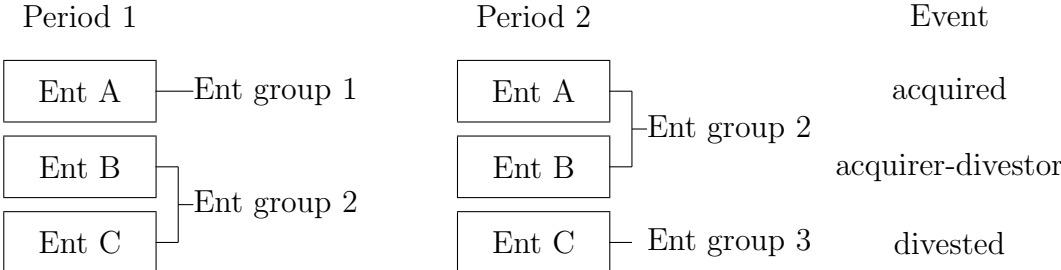 Period 1 Period 2 Event
Ent A Ent group 1 Ent A acquired
Ent group 2
Ent B Ent B acquirer-divestor
Ent group 2
Ent C Ent C Ent group 3 divested